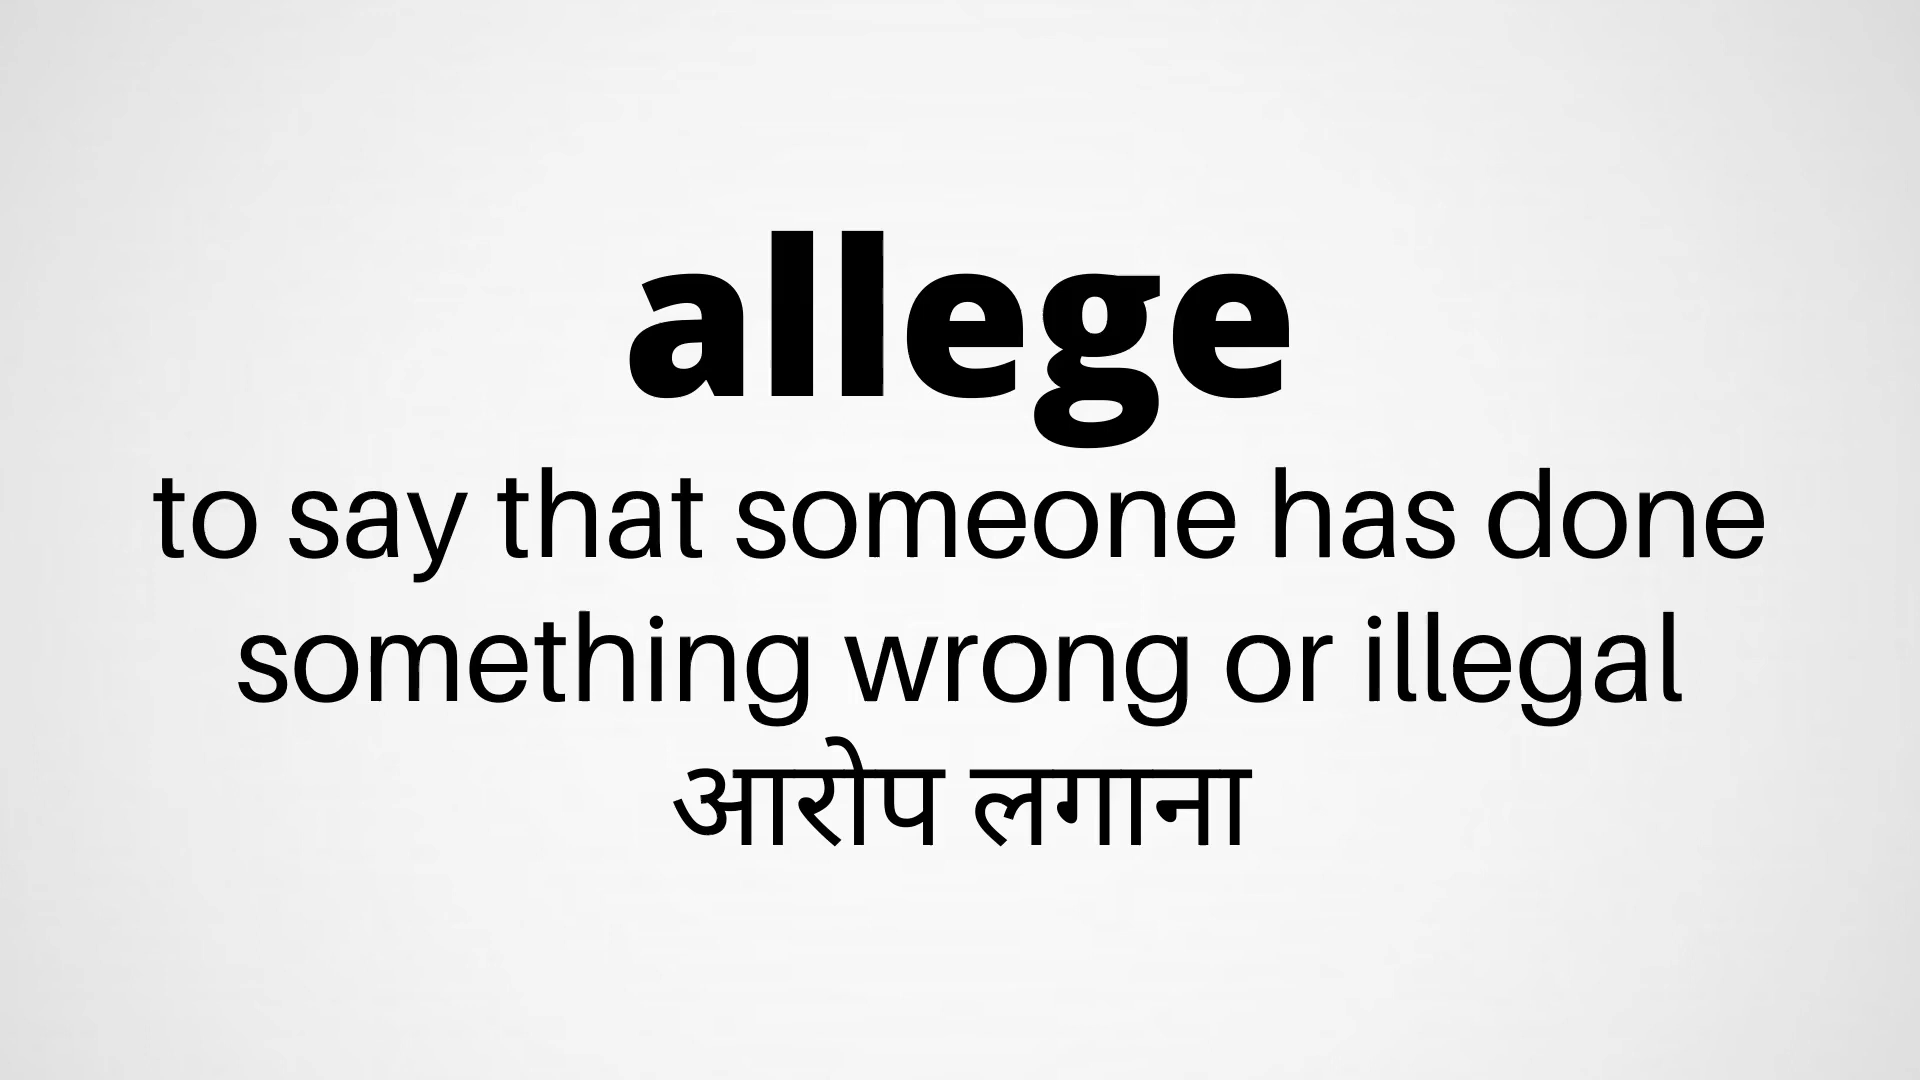 allege
to say that someone has done
something wrong or illegal
आरोप लगाना